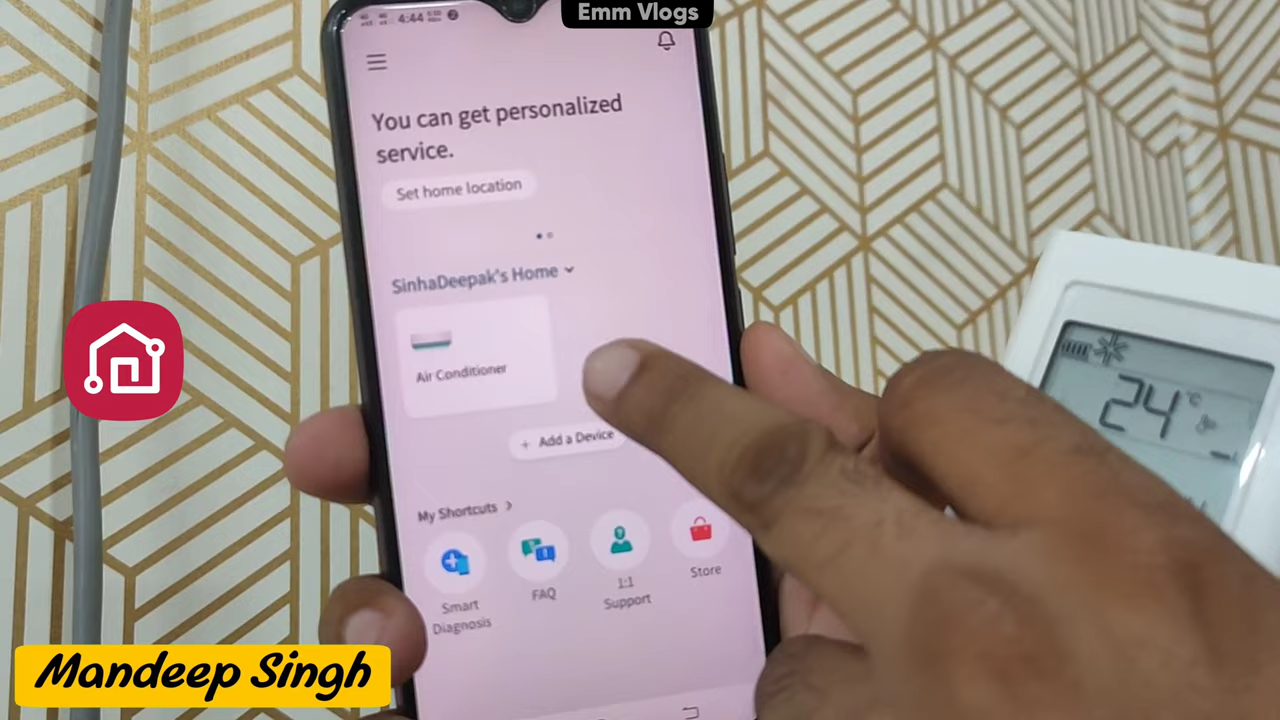 Emm Vlogs
4:44
You can get personalized
service.
Set home location
SinhaDeepak's Home
Air Conditioner
+ Add a Device
My Shortcuts >
Smart
Diagnosis
FAQ
1:1
Support
Store
24°C
Mandeep Singh